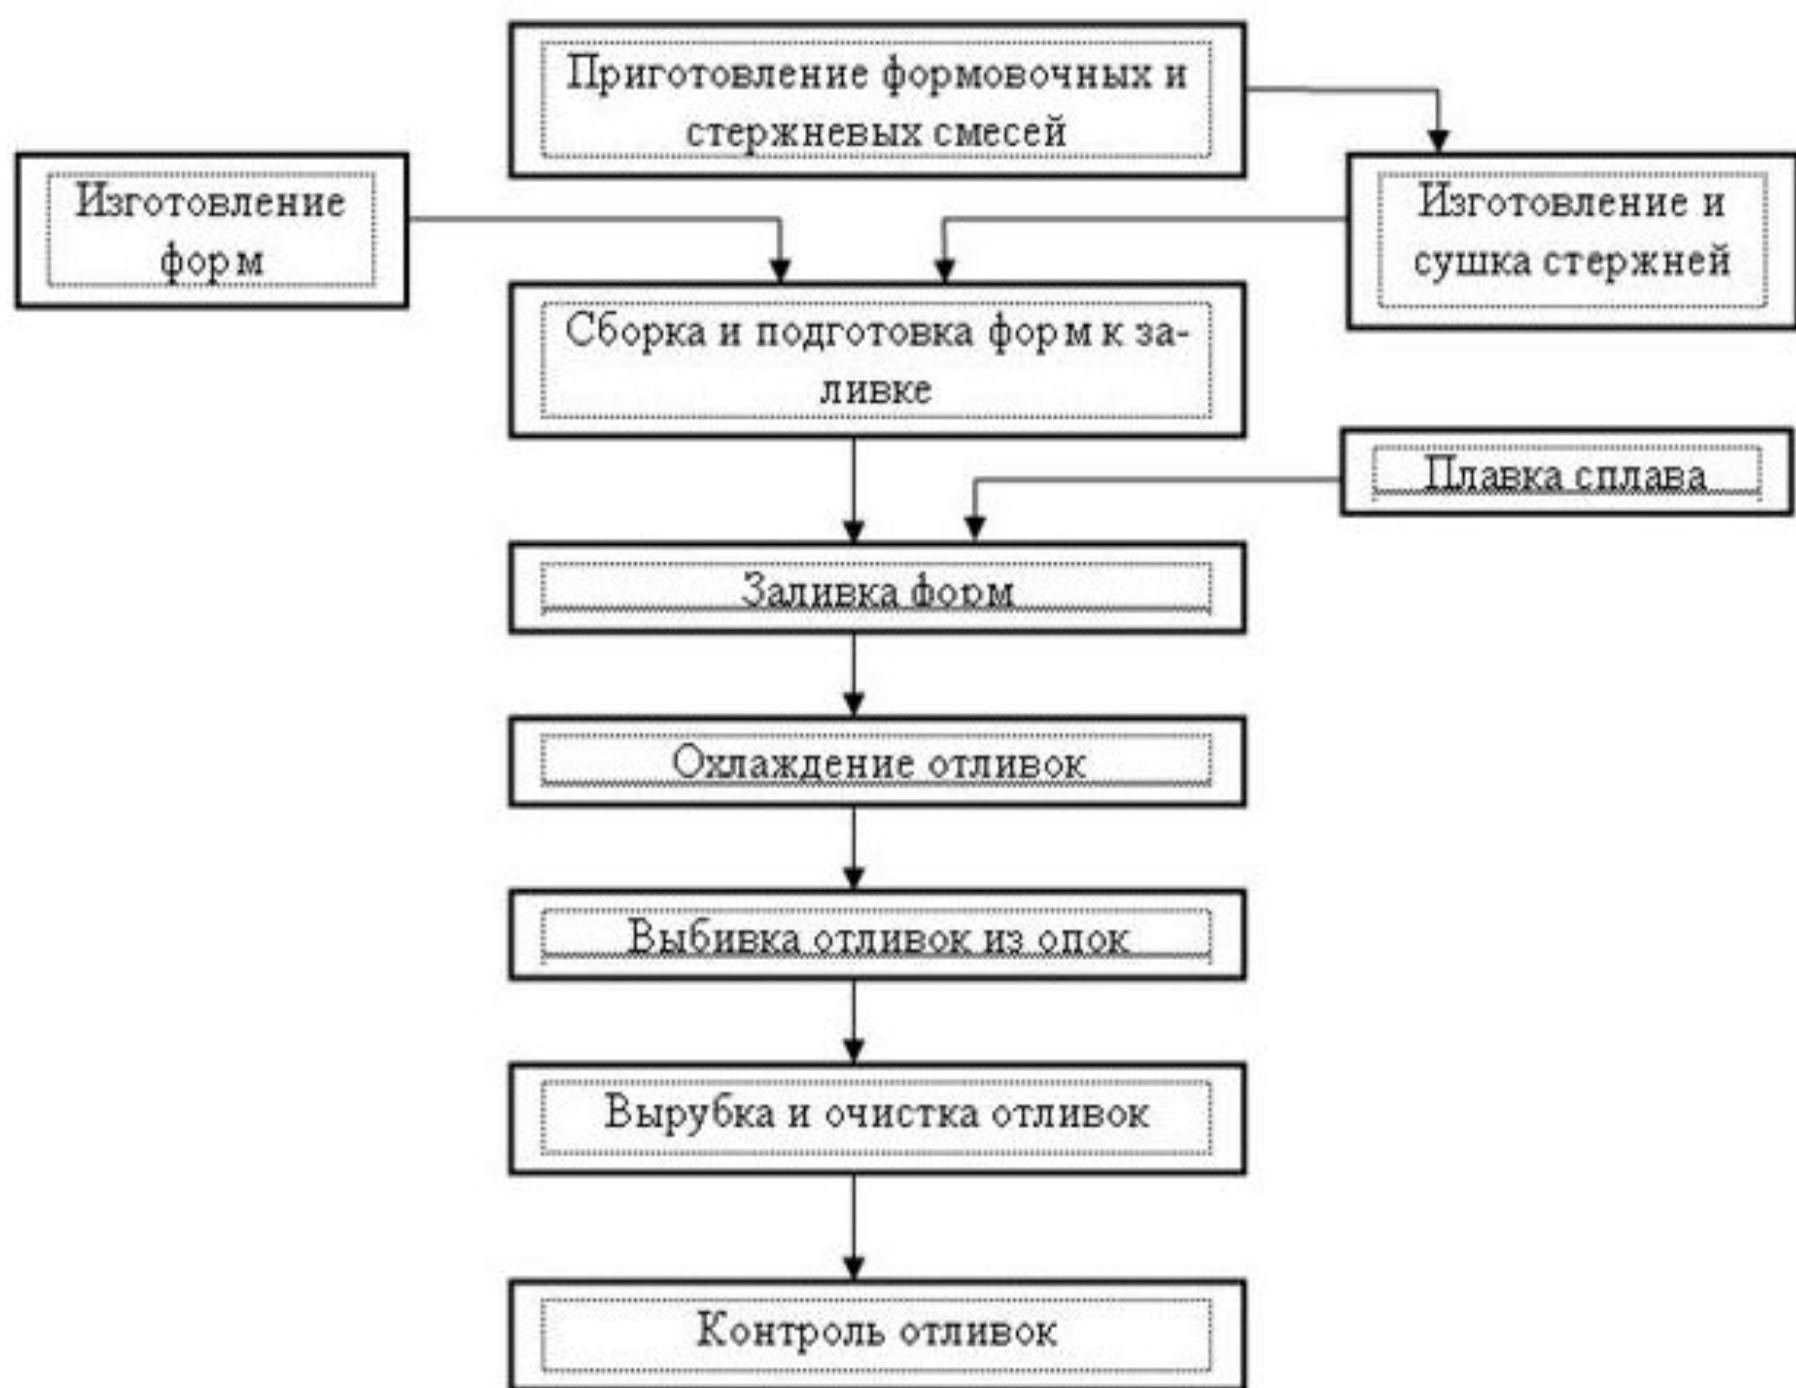 Приготовление формовочных и
стержневых смесей
Изготовление
форм
Изготовление и
сушка стержней
Сборка и подготовка форм к за-
ливке
Плавка сплава
Заливка форм
Охлаждение отливок
Выбивка отливок из опок
Вырубка и очистка отливок
Контроль отливок